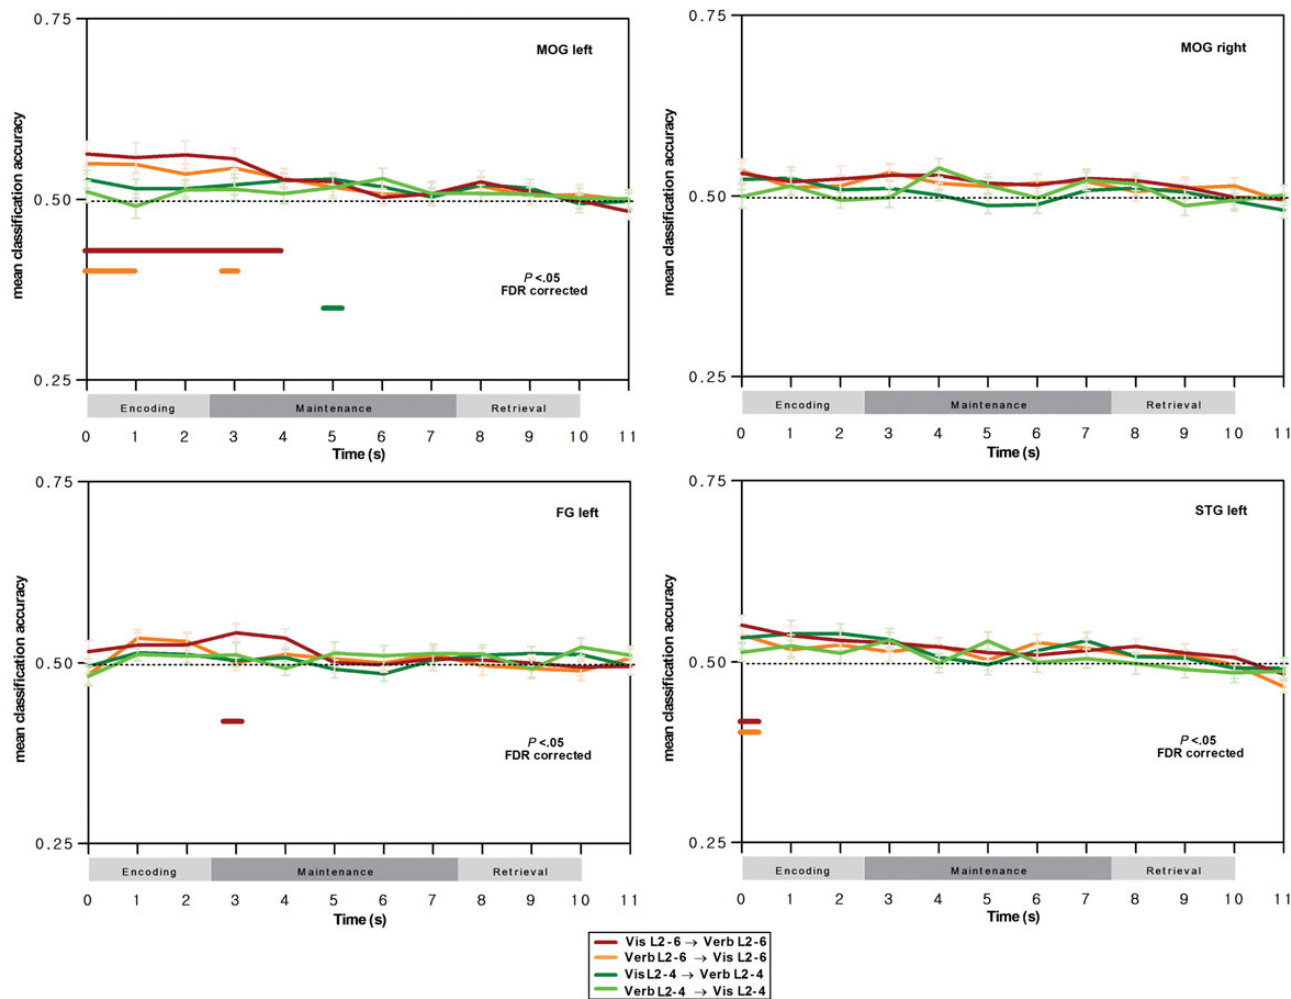 0.75
MOG left
mean classification accuracy
0.50
P <.05
FDR corrected
0.25
Encoding Maintenance Retrieval
0 1 2 3 4 5 6 7 8 9 10 11
Time (s)
0.75
MOG right
mean classification accuracy
0.50
0.25
Encoding Maintenance Retrieval
0 1 2 3 4 5 6 7 8 9 10 11
Time (s)
0.75
FG left
mean classification accuracy
0.50
P <.05
FDR corrected
0.25
Encoding Maintenance Retrieval
0 1 2 3 4 5 6 7 8 9 10 11
Time (s)
0.75
STG left
mean classification accuracy
0.50
P <.05
FDR corrected
0.25
Encoding Maintenance Retrieval
0 1 2 3 4 5 6 7 8 9 10 11
Time (s)
Vis L2-6 → Verb L2-6
Verb L2-6 → Vis L2-6
Vis L2-4 → Verb L2-4
Verb L2-4 → Vis L2-4